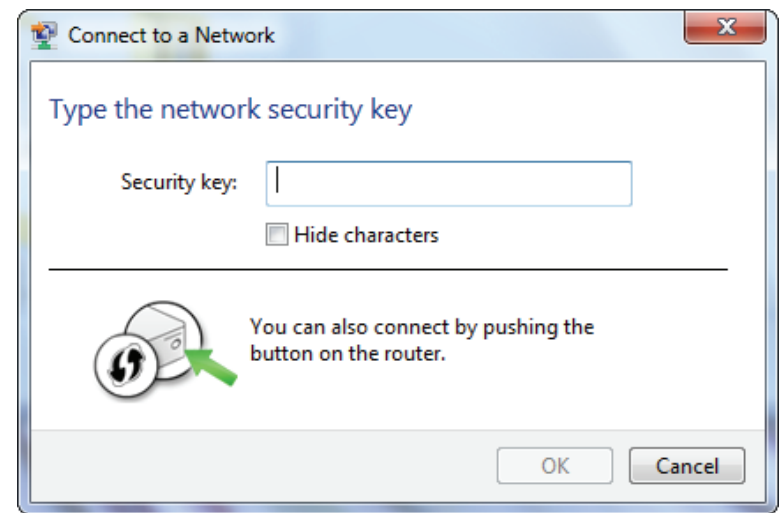 Connect to a Network
Type the network security key
Security key:
Hide characters
You can also connect by pushing the
button on the router.
OK
Cancel